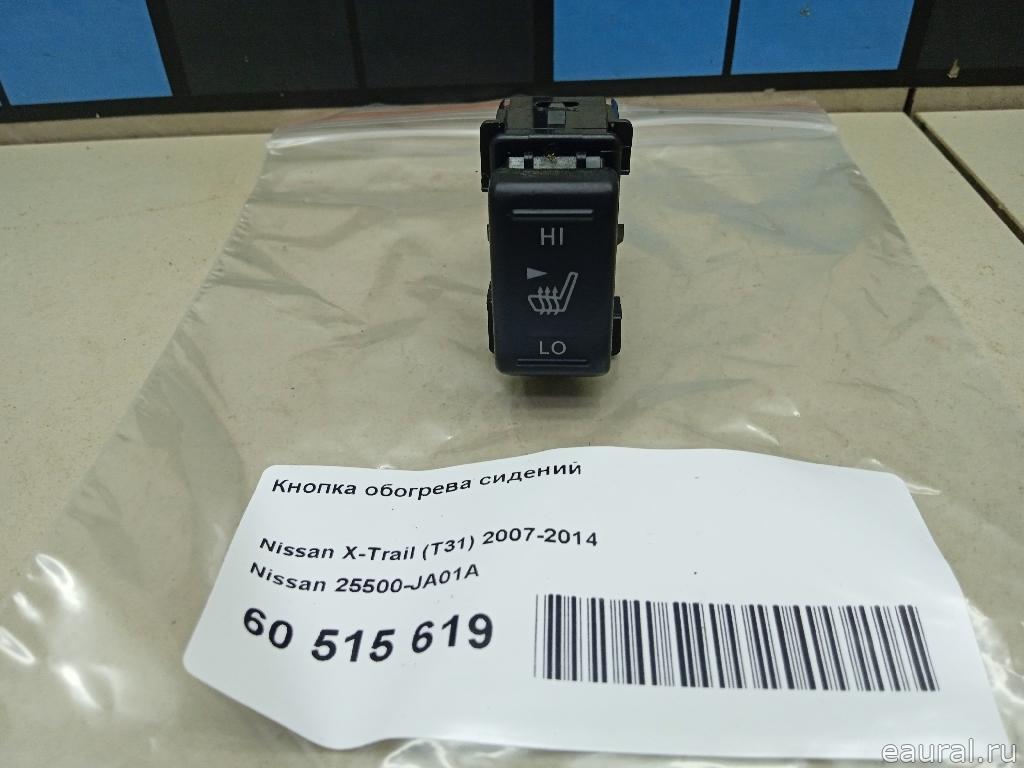 HI
LO
Кнопка обогрева сидений
Nissan X-Trail (T31) 2007-2014
Nissan 25500-JA01A
60 515 619
eaural.ru